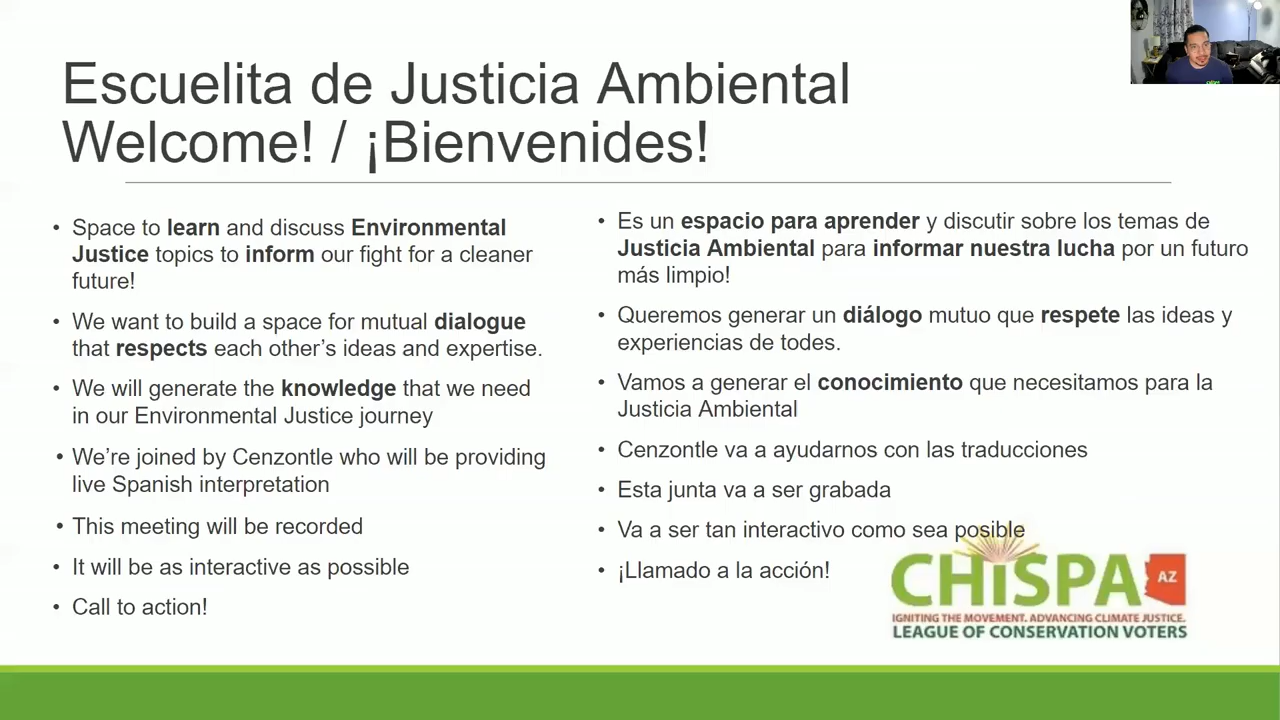 Escuelita de Justicia Ambiental
Welcome! / ¡Bienvenides!
• Space to learn and discuss Environmental
Justice topics to inform our fight for a cleaner
future!
• We want to build a space for mutual dialogue
that respects each other’s ideas and expertise.
• We will generate the knowledge that we need
in our Environmental Justice journey
• We’re joined by Cenzontle who will be providing
live Spanish interpretation
• This meeting will be recorded
• It will be as interactive as possible
• Call to action!
• Es un espacio para aprender y discutir sobre los temas de
Justicia Ambiental para informar nuestra lucha por un futuro
más limpio!
• Queremos generar un diálogo mutuo que respete las ideas y
experiencias de todes.
• Vamos a generar el conocimiento que necesitamos para la
Justicia Ambiental
• Cenzontle va a ayudarnos con las traducciones
• Esta junta va a ser grabada
• Va a ser tan interactivo como sea posible
• ¡Llamado a la acción!
CHiSPA AZ
IGNITING THE MOVEMENT. ADVANCING CLIMATE JUSTICE.
LEAGUE OF CONSERVATION VOTERS